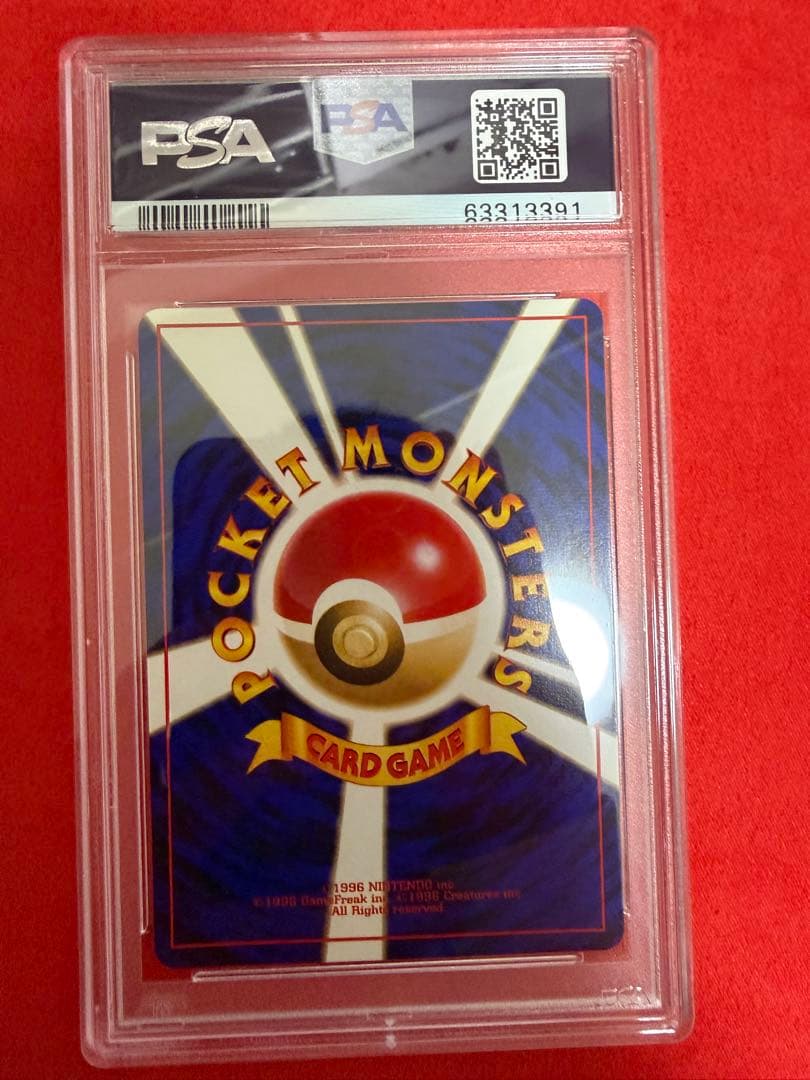 PSA
PSA
63313391
POCKET MONSTERS
CARD GAME
©1996 NINTENDO inc
©1996 GameFreak inc ©1996 Creatures inc
All Rights reserved